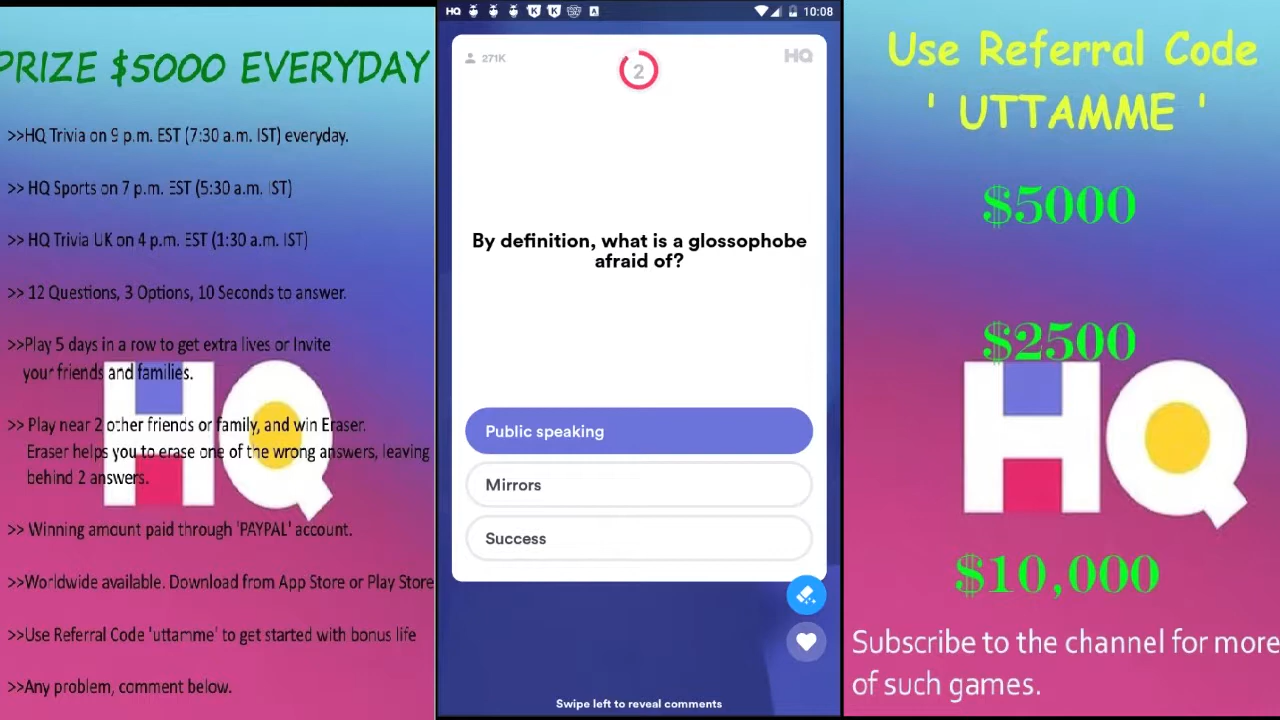 PRIZE $5000 EVERYDAY
>>HQ Trivia on 9 p.m. EST (7:30 a.m. IST) everyday.
>> HQ Sports on 7 p.m. EST (5:30 a.m. IST)
>> HQ Trivia UK on 4 p.m. EST (1:30 a.m. IST)
>> 12 Questions, 3 Options, 10 Seconds to answer.
>>Play 5 days in a row to get extra lives or Invite
your friends and families.
>> Play near 2 other friends or family, and win Eraser.
Eraser helps you to erase one of the wrong answers, leaving
behind 2 answers.
>> Winning amount paid through 'PAYPAL' account.
>>Worldwide available. Download from App Store or Play Store
>>Use Referral Code 'uttamme' to get started with bonus life
>>Any problem, comment below.
HQ
HQ
10:08
271K
2
HQ
By definition, what is a glossophobe
afraid of?
Public speaking
Mirrors
Success
Swipe left to reveal comments
Use Referral Code
' UTTAMME '
$5000
$2500
HQ
$10,000
Subscribe to the channel for more
of such games.